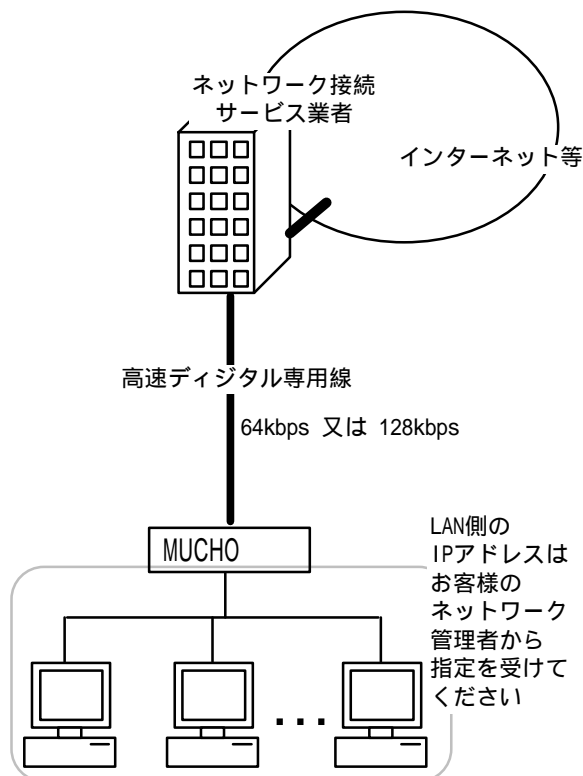 ネットワーク接続
サービス業者
インターネット等
高速ディジタル専用線
64kbps 又は 128kbps
MUCHO
LAN側の
IPアドレスは
お客様の
ネットワーク
管理者から
指定を受けて
ください
...